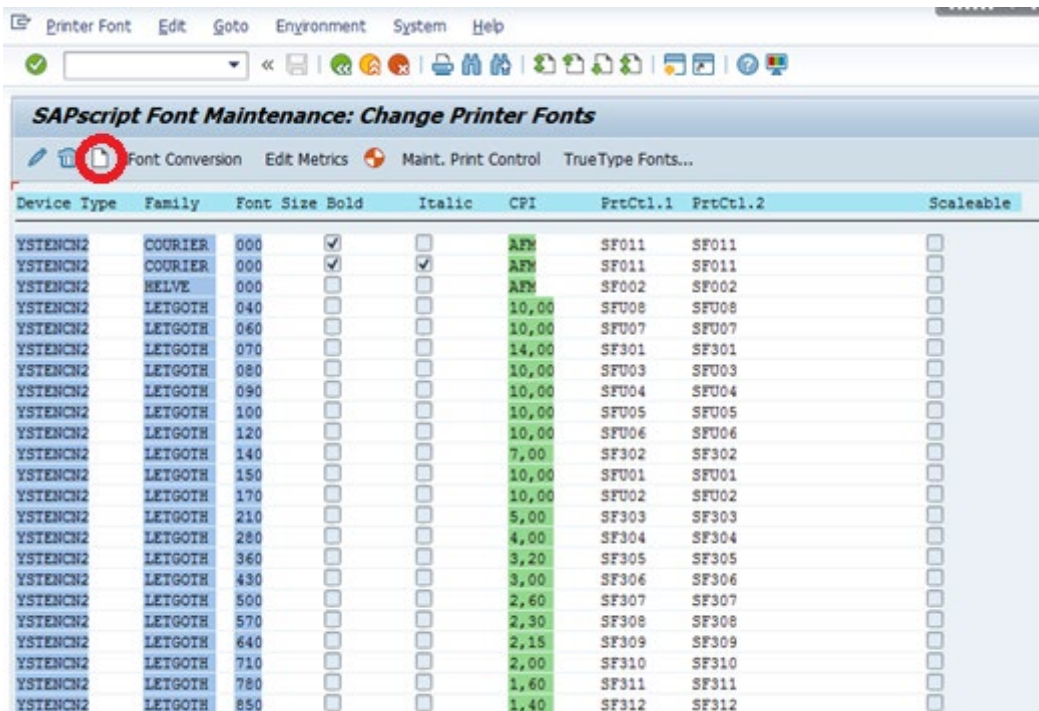 Printer Font Edit Goto Environment System Help
SAPscript Font Maintenance: Change Printer Fonts
Font Conversion Edit Metrics Maint. Print Control TrueType Fonts...
Device Type Family Font Size Bold Italic CPI PrtCtl.1 PrtCtl.2 Scaleable
YSTENCN2 COURIER 000 AFM SF011 SF011
YSTENCN2 COURIER 000 AFM SF011 SF011
YSTENCN2 HELVE 000 AFM SF002 SF002
YSTENCN2 LETGOTH 040 10,00 SFU08 SFU08
YSTENCN2 LETGOTH 060 10,00 SFU07 SFU07
YSTENCN2 LETGOTH 070 14,00 SF301 SF301
YSTENCN2 LETGOTH 080 10,00 SFU03 SFU03
YSTENCN2 LETGOTH 090 10,00 SFU04 SFU04
YSTENCN2 LETGOTH 100 10,00 SFU05 SFU05
YSTENCN2 LETGOTH 120 10,00 SFU06 SFU06
YSTENCN2 LETGOTH 140 7,00 SF302 SF302
YSTENCN2 LETGOTH 150 10,00 SFU01 SFU01
YSTENCN2 LETGOTH 170 10,00 SFU02 SFU02
YSTENCN2 LETGOTH 210 5,00 SF303 SF303
YSTENCN2 LETGOTH 280 4,00 SF304 SF304
YSTENCN2 LETGOTH 360 3,20 SF305 SF305
YSTENCN2 LETGOTH 430 3,00 SF306 SF306
YSTENCN2 LETGOTH 500 2,60 SF307 SF307
YSTENCN2 LETGOTH 570 2,30 SF308 SF308
YSTENCN2 LETGOTH 640 2,15 SF309 SF309
YSTENCN2 LETGOTH 710 2,00 SF310 SF310
YSTENCN2 LETGOTH 780 1,60 SF311 SF311
YSTENCN2 LETGOTH 850 1,40 SF312 SF312